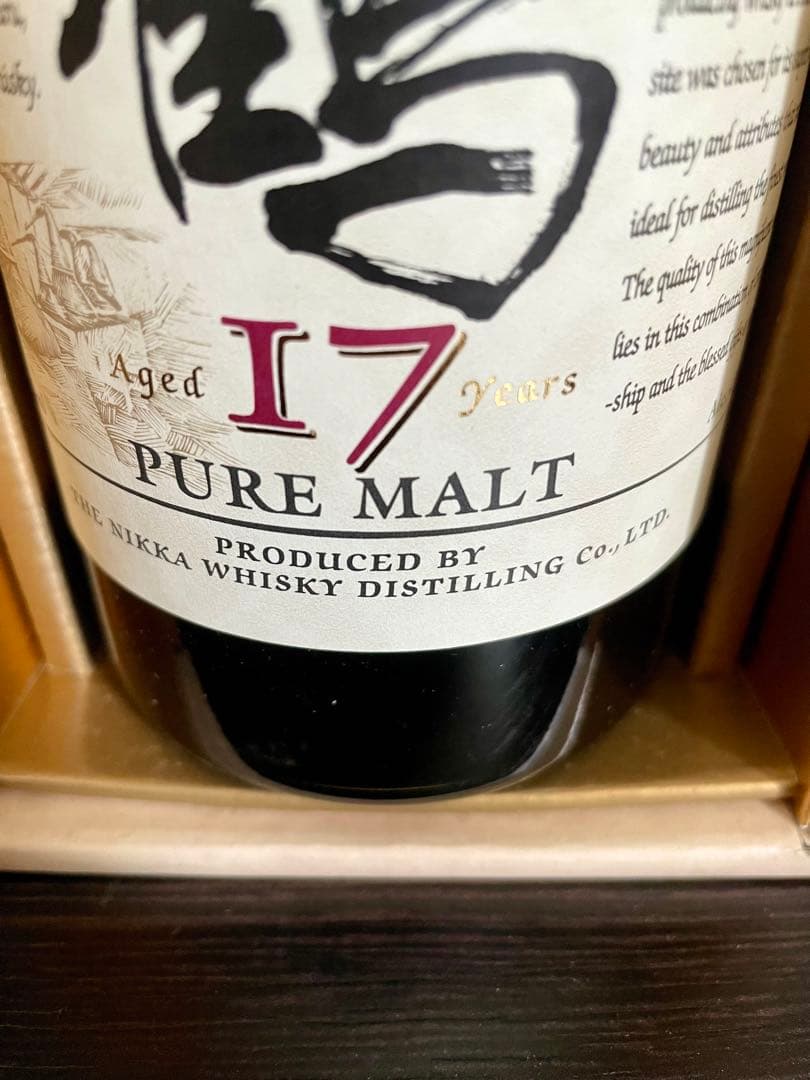 鶴
producing whisky
site was chosen for its
beauty and attributes
ideal for distilling the
The quality of this
lies in this combination
-ship and the blessed
Aged 17 Years
PURE MALT
PRODUCED BY
THE NIKKA WHISKY DISTILLING Co., LTD.